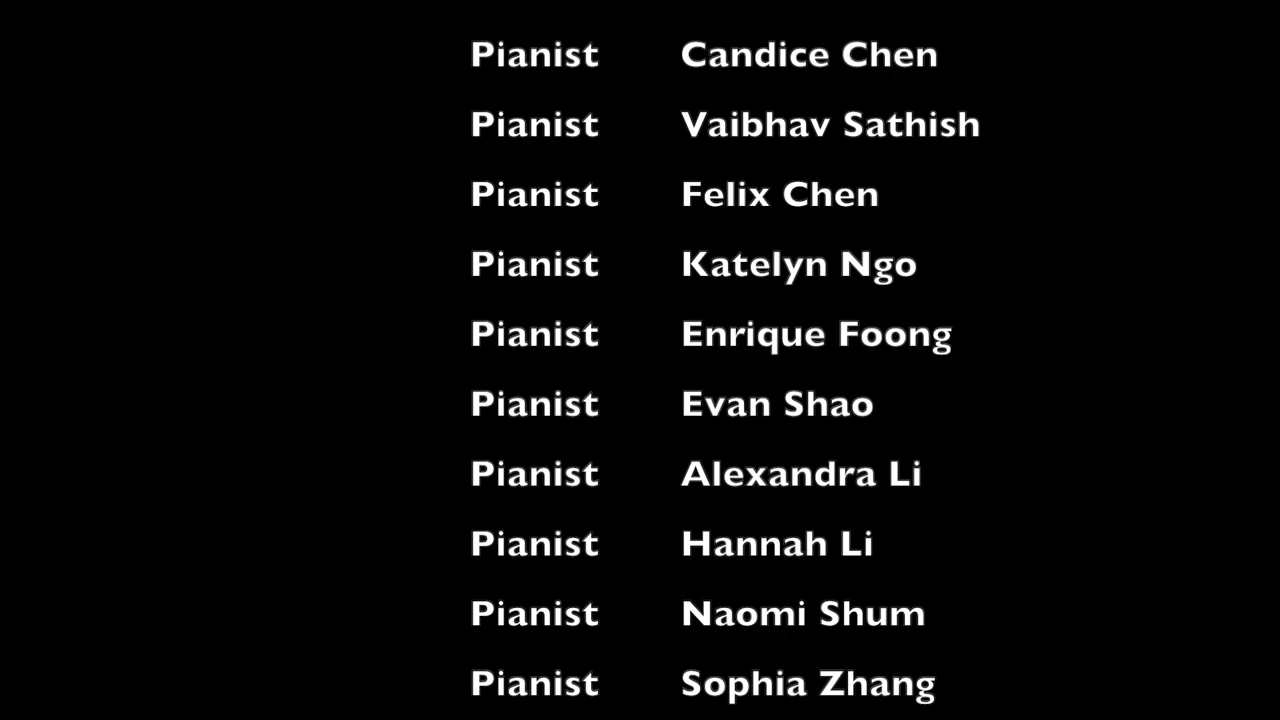 Pianist Candice Chen
Pianist Vaibhav Sathish
Pianist Felix Chen
Pianist Katelyn Ngo
Pianist Enrique Foong
Pianist Evan Shao
Pianist Alexandra Li
Pianist Hannah Li
Pianist Naomi Shum
Pianist Sophia Zhang